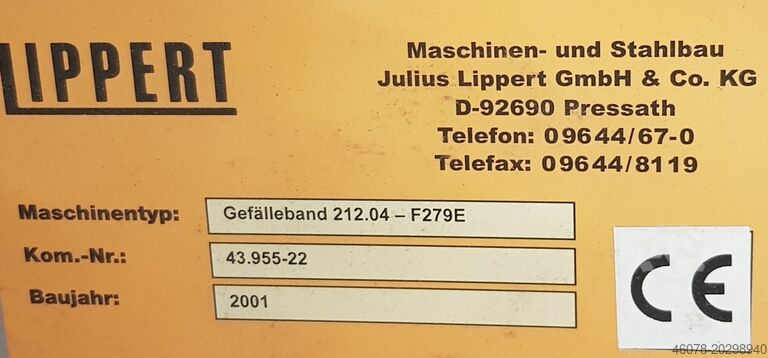 LIPPERT
Maschinen- und Stahlbau
Julius Lippert GmbH & Co. KG
D-92690 Pressath
Telefon: 09644/67-0
Telefax: 09644/8119
Maschinentyp: Gefälleband 212.04 – F279E
Kom.-Nr.: 43.955-22
Baujahr: 2001
CE
46078-20298940